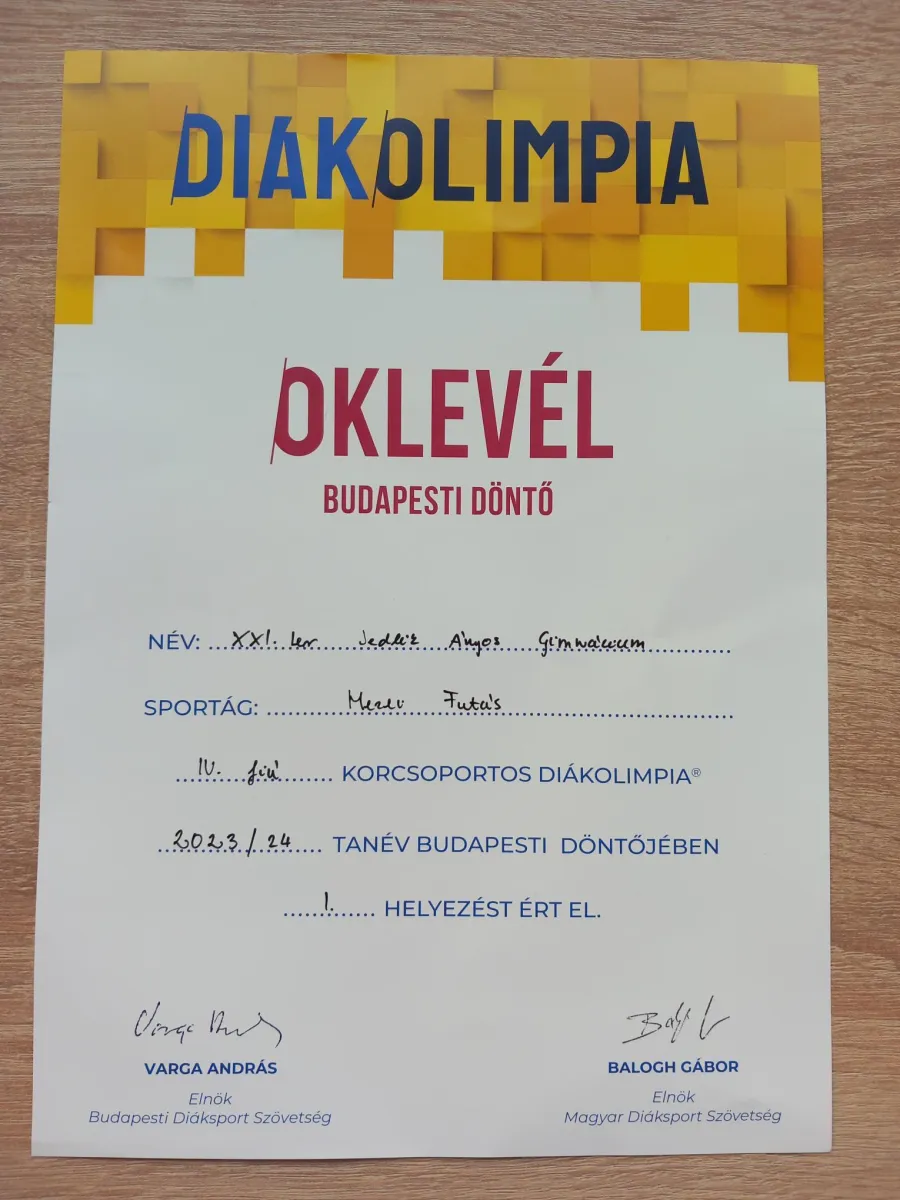 DIÁKOLIMPIA
OKLEVÉL
BUDAPESTI DÖNTŐ
NÉV: XXI. ker Jedlik Ányos Gimnázium
SPORTÁG: Mezei Futás
IV. fiú KORCSOPORTOS DIÁKOLIMPIA®
2023/24 TANÉV BUDAPESTI DÖNTŐJÉBEN
I. HELYEZÉST ÉRT EL.
VARGA ANDRÁS
Elnök
Budapesti Diáksport Szövetség
BALOGH GÁBOR
Elnök
Magyar Diáksport Szövetség